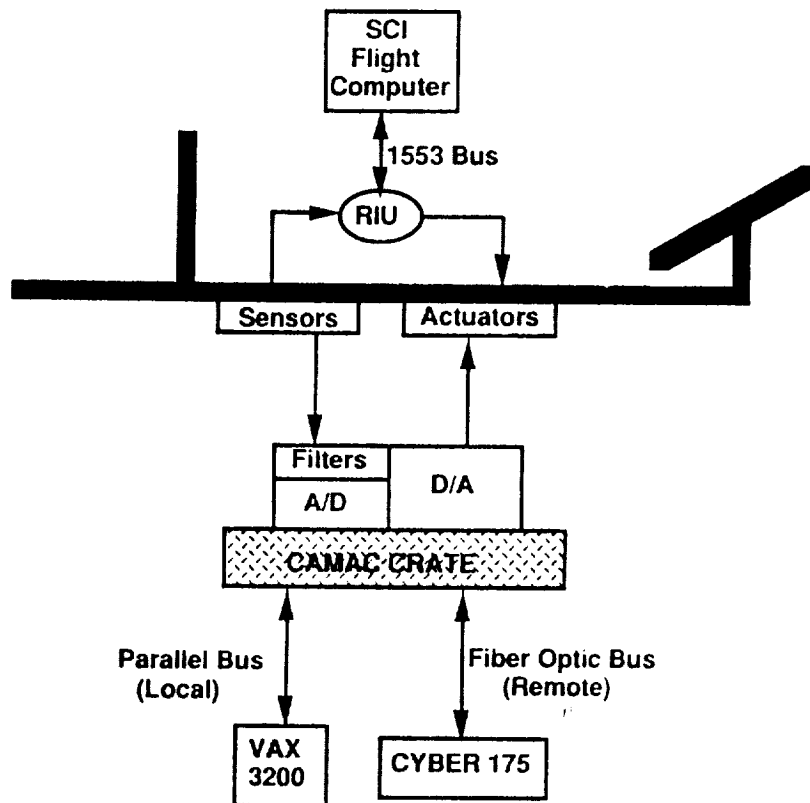 SCI
Flight
Computer
1553 Bus
RIU
Sensors
Actuators
Filters
A/D
D/A
CAMAC CRATE
Parallel Bus
(Local)
Fiber Optic Bus
(Remote)
VAX
3200
CYBER 175